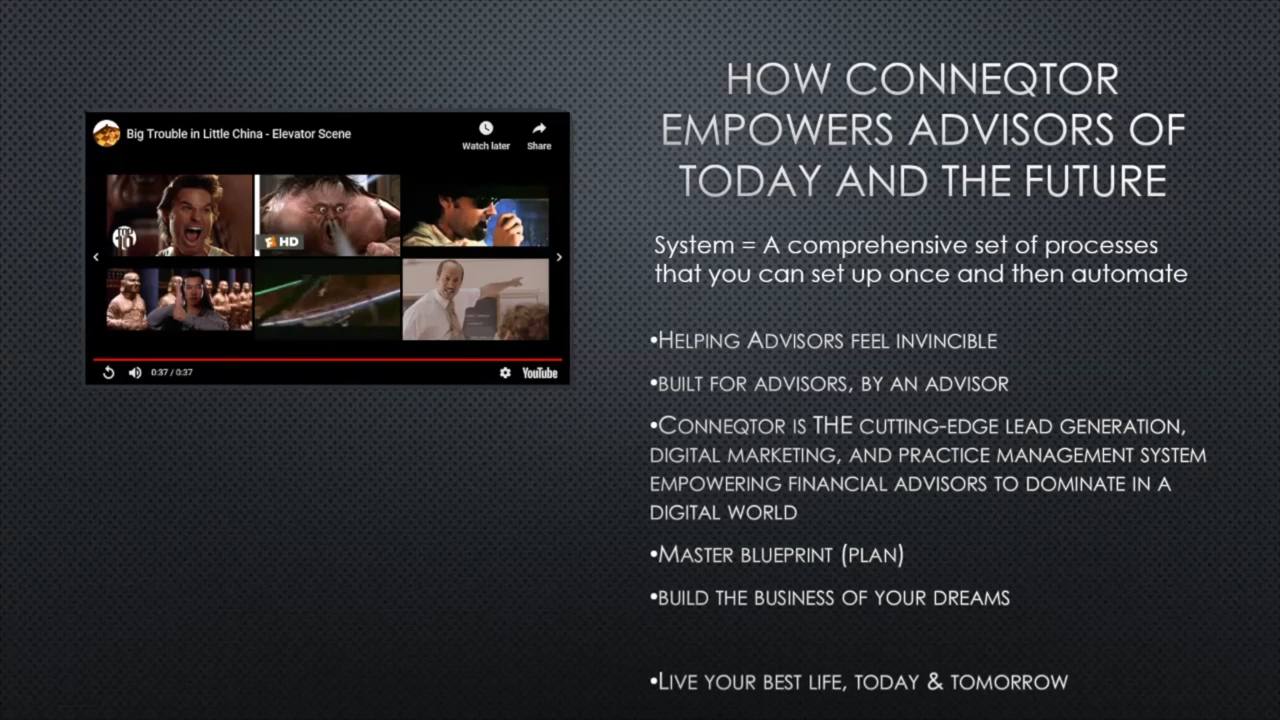 Big Trouble in Little China - Elevator Scene
Watch later
Share
TOP 10
HD
0:37 / 0:37
YouTube
HOW CONNEQTOR
EMPOWERS ADVISORS OF
TODAY AND THE FUTURE
System = A comprehensive set of processes
that you can set up once and then automate
•HELPING ADVISORS FEEL INVINCIBLE
•BUILT FOR ADVISORS, BY AN ADVISOR
•CONNEQTOR IS THE CUTTING-EDGE LEAD GENERATION,
DIGITAL MARKETING, AND PRACTICE MANAGEMENT SYSTEM
EMPOWERING FINANCIAL ADVISORS TO DOMINATE IN A
DIGITAL WORLD
•MASTER BLUEPRINT (PLAN)
•BUILD THE BUSINESS OF YOUR DREAMS
•LIVE YOUR BEST LIFE, TODAY & TOMORROW